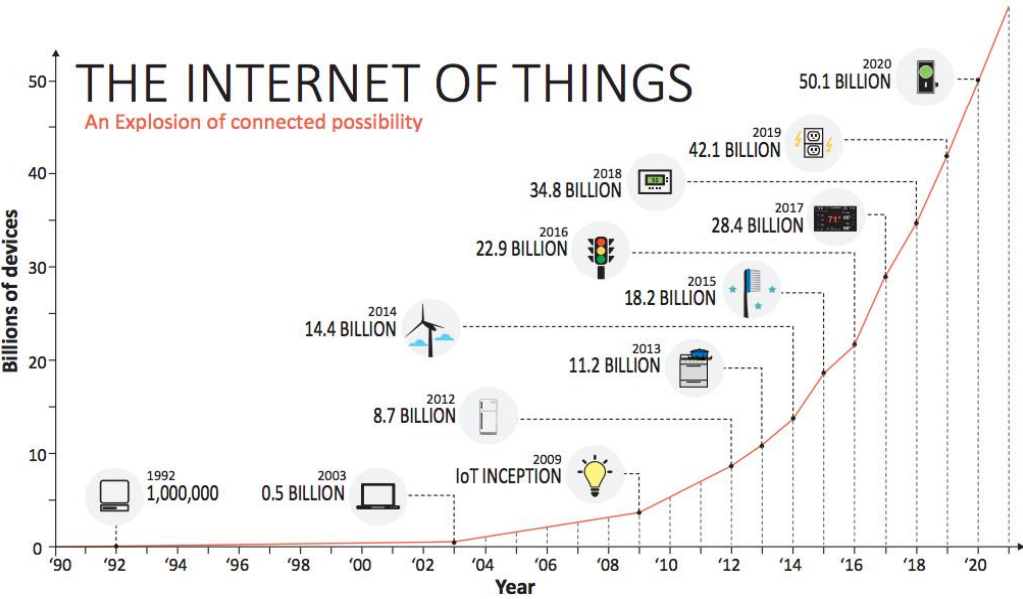 THE INTERNET OF THINGS
An Explosion of connected possibility
Billions of devices
50
40
30
20
10
0
1992
1,000,000
2003
0.5 BILLION
2009
IoT INCEPTION
2012
8.7 BILLION
2013
11.2 BILLION
2014
14.4 BILLION
2015
18.2 BILLION
2016
22.9 BILLION
2017
28.4 BILLION
2018
34.8 BILLION
2019
42.1 BILLION
2020
50.1 BILLION
'90 '92 '94 '96 '98 '00 '02 '04 '06 '08 '10 '12 '14 '16 '18 '20
Year